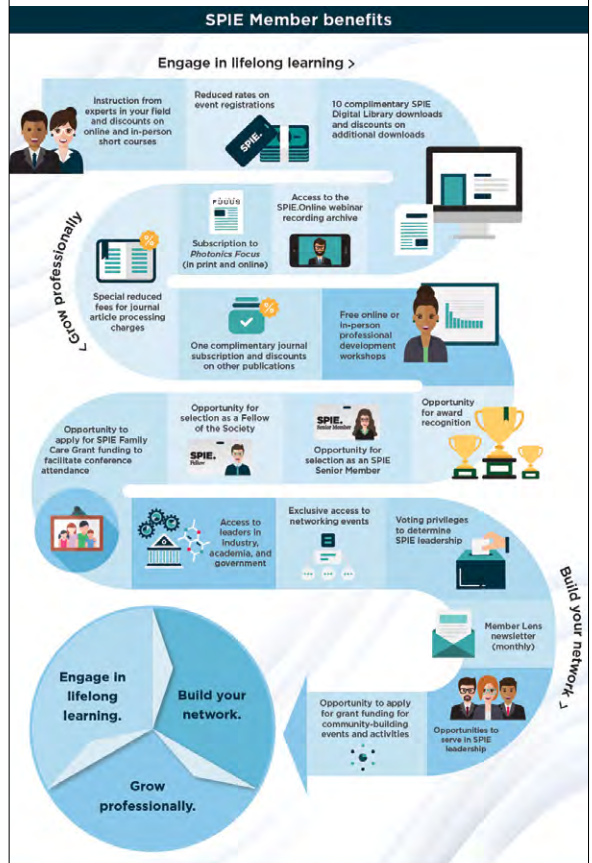 SPIE Member benefits
Engage in lifelong learning >
Instruction from
experts in your field
and discounts on
online and in-person
short courses
Reduced rates on
event registrations
SPIE.
10 complimentary SPIE
Digital Library downloads
and discounts on
additional downloads
< Grow professionally
Special reduced
fees for journal
article processing
charges
%
FOCUS
Subscription to
Photonics Focus
(in print and online)
Access to the
SPIE.Online webinar
recording archive
%
One complimentary journal
subscription and discounts
on other publications
Free online or
in-person
professional
development
workshops
Opportunity to
apply for SPIE Family
Care Grant funding to
facilitate conference
attendance
Opportunity for
selection as a Fellow
of the Society
SPIE.
Fellow
SPIE.
Senior Member
Opportunity for
selection as an SPIE
Senior Member
Opportunity
for award
recognition
Access to
leaders in
industry,
academia, and
government
Exclusive access to
networking events
Voting privileges
to determine
SPIE leadership
Build your network >
Member Lens
newsletter
(monthly)
Opportunities to
serve in SPIE
leadership
Opportunity to apply
for grant funding for
community-building
events and activities
Engage in
lifelong
learning.
Build your
network.
Grow
professionally.